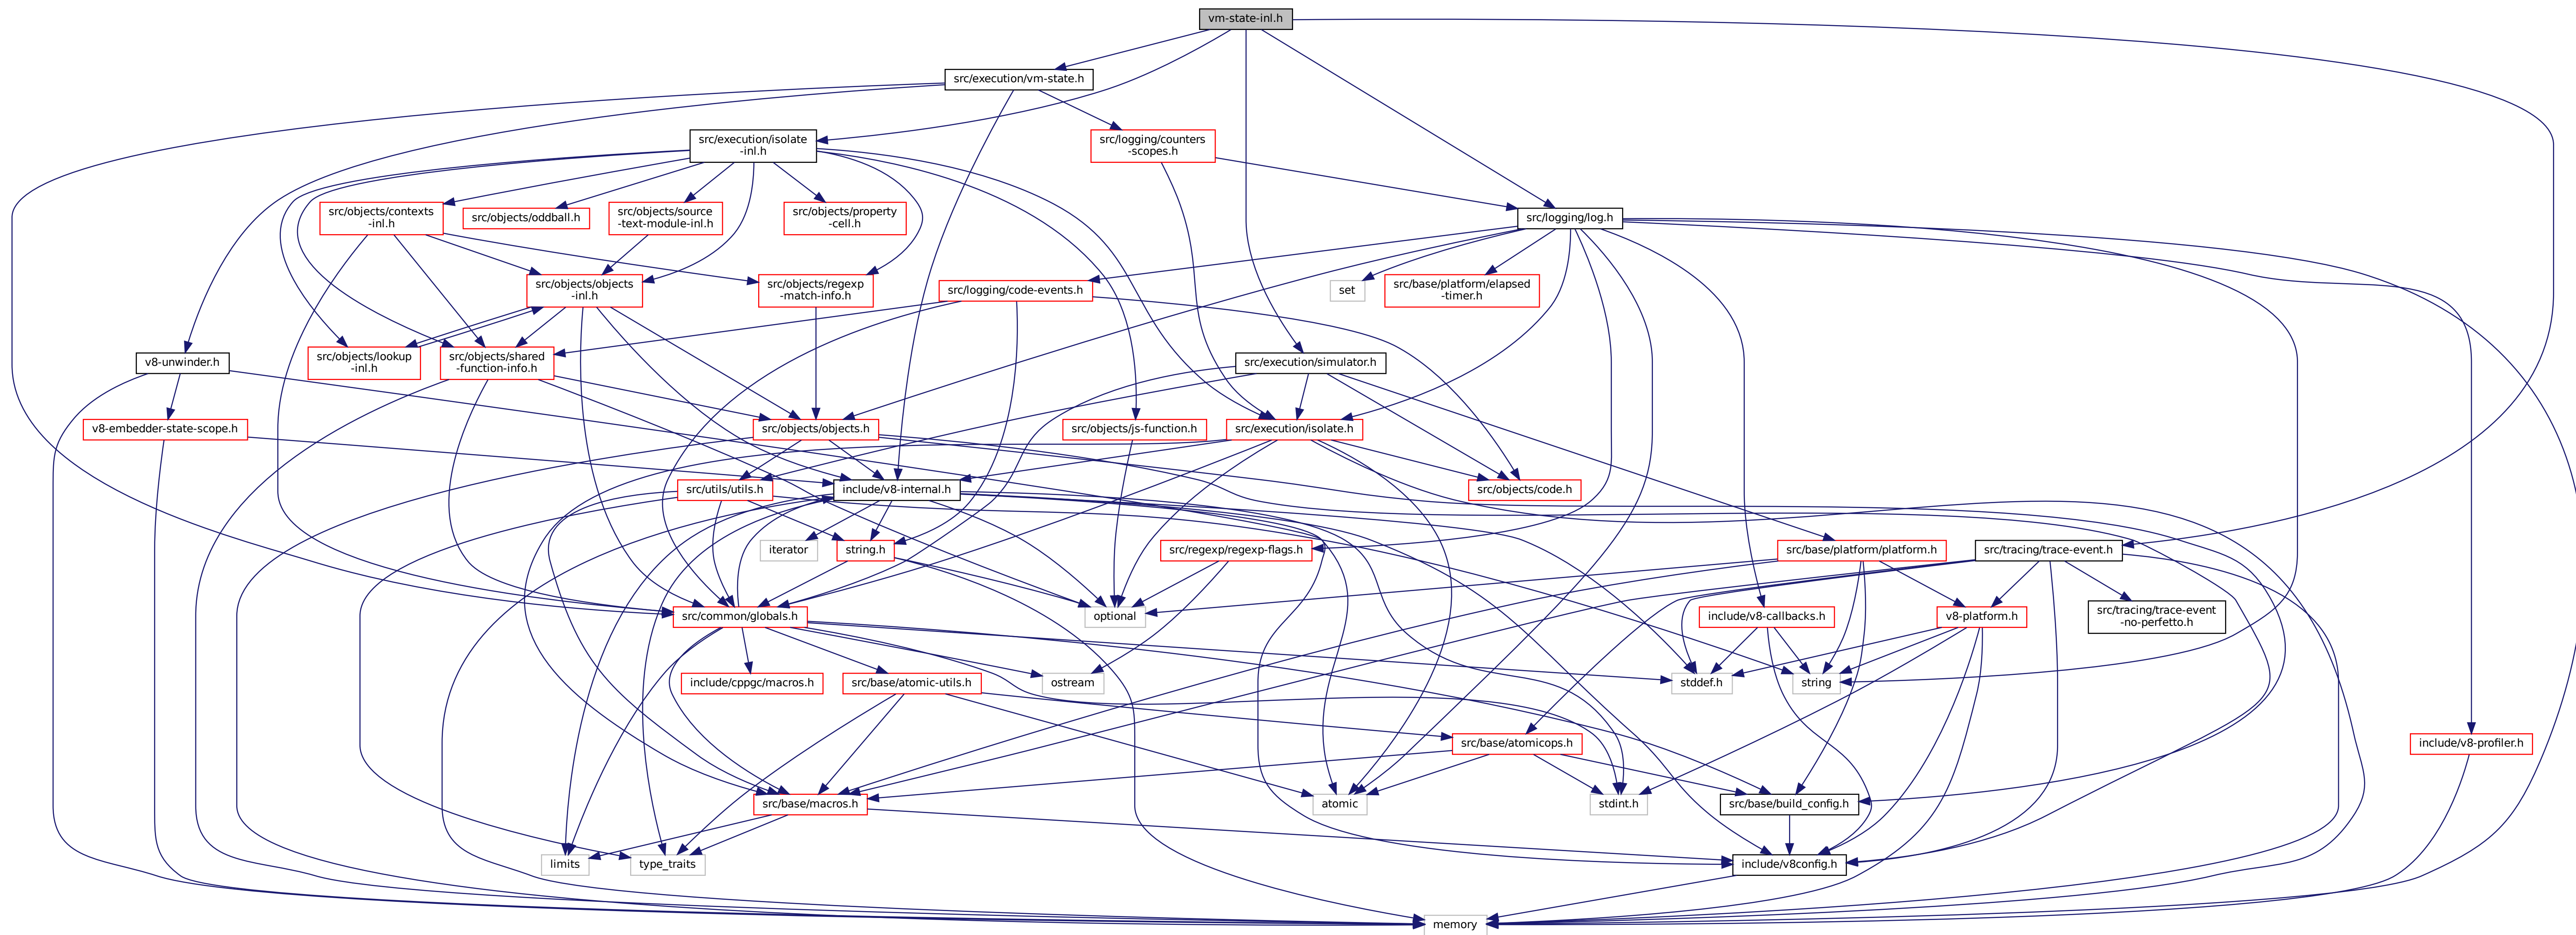 vm-state-inl.h
src/execution/vm-state.h
src/execution/isolate
-inl.h
src/logging/counters
-scopes.h
src/objects/contexts
-inl.h
src/objects/oddball.h
src/objects/source
-text-module-inl.h
src/objects/property
-cell.h
src/logging/log.h
src/objects/objects
-inl.h
src/objects/regexp
-match-info.h
src/logging/code-events.h
set
src/base/platform/elapsed
-timer.h
v8-unwinder.h
src/objects/lookup
-inl.h
src/objects/shared
-function-info.h
src/execution/simulator.h
v8-embedder-state-scope.h
src/objects/objects.h
src/objects/js-function.h
src/execution/isolate.h
src/utils/utils.h
include/v8-internal.h
src/objects/code.h
iterator
string.h
src/regexp/regexp-flags.h
src/base/platform/platform.h
src/tracing/trace-event.h
src/common/globals.h
optional
include/v8-callbacks.h
v8-platform.h
src/tracing/trace-event
-no-perfetto.h
include/cppgc/macros.h
src/base/atomic-utils.h
ostream
stddef.h
string
src/base/atomicops.h
include/v8-profiler.h
src/base/macros.h
atomic
stdint.h
src/base/build_config.h
limits
type_traits
include/v8config.h
memory